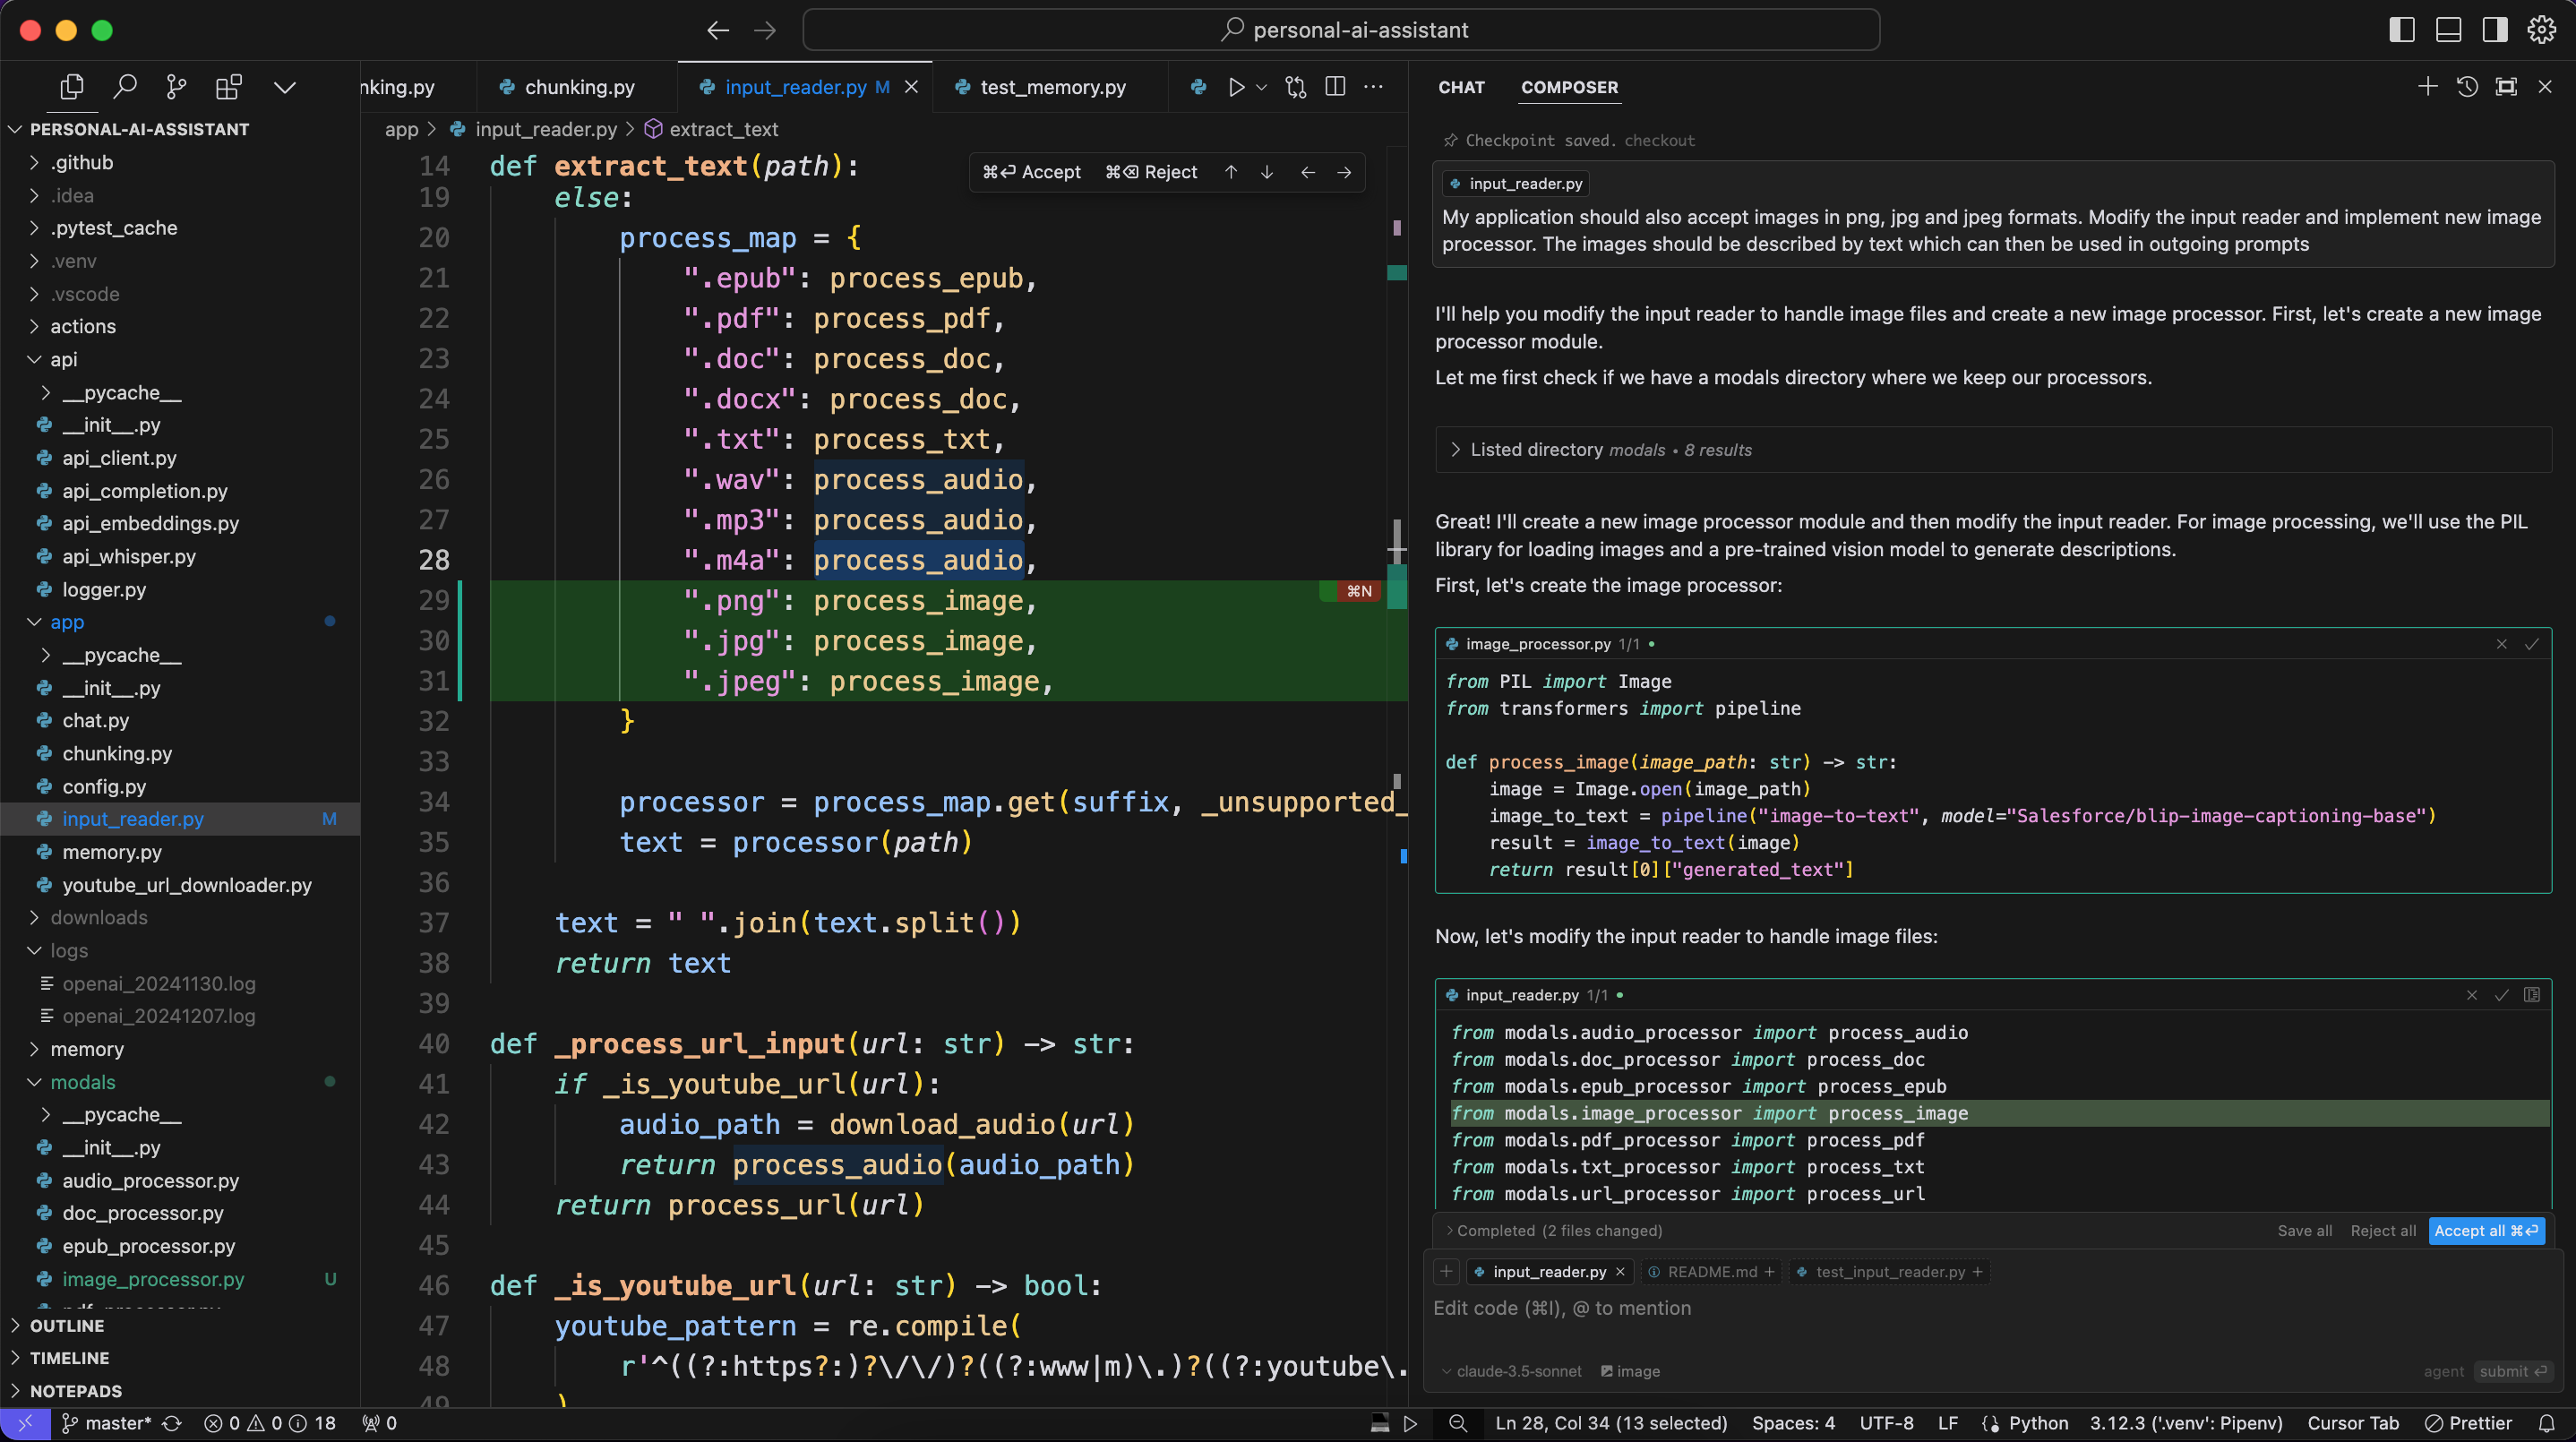 personal-ai-assistant
nking.py
chunking.py
input_reader.py M
test_memory.py
CHAT
COMPOSER
PERSONAL-AI-ASSISTANT
.github
.idea
.pytest_cache
.venv
.vscode
actions
api
__pycache__
__init__.py
api_client.py
api_completion.py
api_embeddings.py
api_whisper.py
logger.py
app
__pycache__
__init__.py
chat.py
chunking.py
config.py
input_reader.py M
memory.py
youtube_url_downloader.py
downloads
logs
openai_20241130.log
openai_20241207.log
memory
modals
__pycache__
__init__.py
audio_processor.py
doc_processor.py
epub_processor.py
image_processor.py U
OUTLINE
TIMELINE
NOTEPADS
app > input_reader.py > extract_text
⌘⏎ Accept ⌘⌫ Reject ↑ ↓ ← →
14 def extract_text(path):
19 else:
20 process_map = {
21 ".epub": process_epub,
22 ".pdf": process_pdf,
23 ".doc": process_doc,
24 ".docx": process_doc,
25 ".txt": process_txt,
26 ".wav": process_audio,
27 ".mp3": process_audio,
28 ".m4a": process_audio,
29 ".png": process_image,
⌘N
30 ".jpg": process_image,
31 ".jpeg": process_image,
32 }
33
34 processor = process_map.get(suffix, _unsupported_
35 text = processor(path)
36
37 text = " ".join(text.split())
38 return text
39
40 def _process_url_input(url: str) -> str:
41 if _is_youtube_url(url):
42 audio_path = download_audio(url)
43 return process_audio(audio_path)
44 return process_url(url)
45
46 def _is_youtube_url(url: str) -> bool:
47 youtube_pattern = re.compile(
48 r'^((?:https?:)?\/\/)?((?:www|m)\.)?((?:youtube\.
49 )
Checkpoint saved. checkout
input_reader.py
My application should also accept images in png, jpg and jpeg formats. Modify the input reader and implement new image
processor. The images should be described by text which can then be used in outgoing prompts
I'll help you modify the input reader to handle image files and create a new image processor. First, let's create a new image
processor module.
Let me first check if we have a modals directory where we keep our processors.
Listed directory modals • 8 results
Great! I'll create a new image processor module and then modify the input reader. For image processing, we'll use the PIL
library for loading images and a pre-trained vision model to generate descriptions.
First, let's create the image processor:
image_processor.py 1/1 •
from PIL import Image
from transformers import pipeline
def process_image(image_path: str) -> str:
image = Image.open(image_path)
image_to_text = pipeline("image-to-text", model="Salesforce/blip-image-captioning-base")
result = image_to_text(image)
return result[0]["generated_text"]
Now, let's modify the input reader to handle image files:
input_reader.py 1/1 •
from modals.audio_processor import process_audio
from modals.doc_processor import process_doc
from modals.epub_processor import process_epub
from modals.image_processor import process_image
from modals.pdf_processor import process_pdf
from modals.txt_processor import process_txt
from modals.url_processor import process_url
Completed (2 files changed) Save all Reject all Accept all ⌘⏎
+ input_reader.py × README.md + test_input_reader.py +
Edit code (⌘I), @ to mention
claude-3.5-sonnet image agent submit ⏎
master* 0 0 18 0
Ln 28, Col 34 (13 selected) Spaces: 4 UTF-8 LF Python 3.12.3 ('.venv': Pipenv) Cursor Tab Prettier